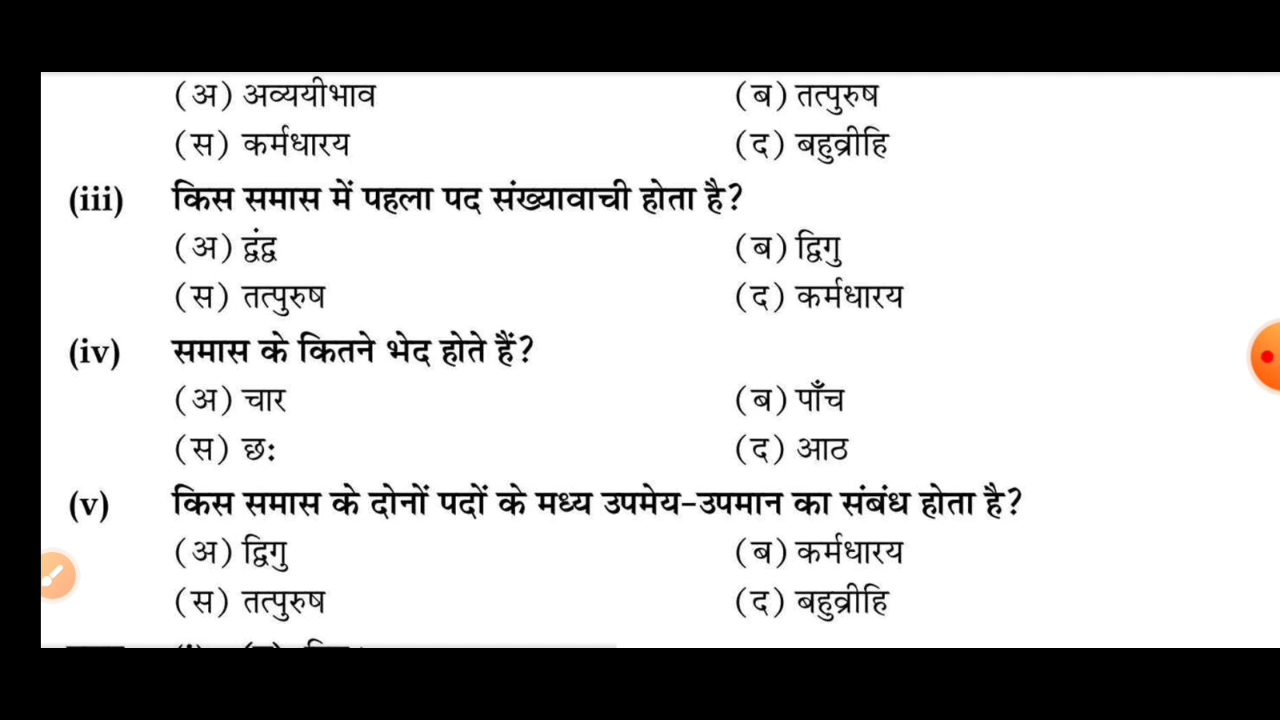 (अ) अव्ययीभाव (ब) तत्पुरुष
(स) कर्मधारय (द) बहुव्रीहि
(iii) किस समास में पहला पद संख्यावाची होता है?
(अ) द्वंद्व (ब) द्विगु
(स) तत्पुरुष (द) कर्मधारय
(iv) समास के कितने भेद होते हैं?
(अ) चार (ब) पाँच
(स) छः (द) आठ
(v) किस समास के दोनों पदों के मध्य उपमेय-उपमान का संबंध होता है?
(अ) द्विगु (ब) कर्मधारय
(स) तत्पुरुष (द) बहुव्रीहि